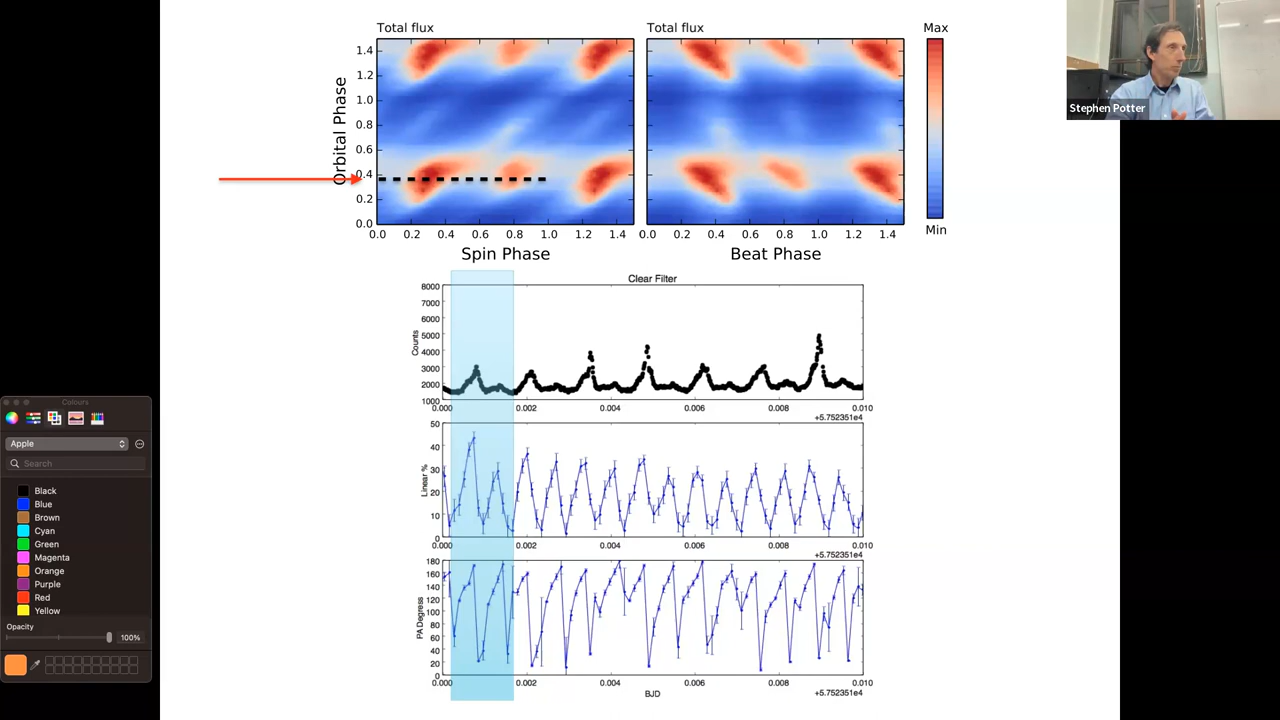 Total flux
Total flux
Max
Min
Orbital Phase
1.4
1.2
1.0
0.8
0.6
0.4
0.2
0.0
0.0 0.2 0.4 0.6 0.8 1.0 1.2 1.4
0.0 0.2 0.4 0.6 0.8 1.0 1.2 1.4
Spin Phase
Beat Phase
Stephen Potter
Clear Filter
Counts
8000
7000
6000
5000
4000
3000
2000
1000
0.000 0.002 0.004 0.006 0.008 0.010
+5.752351e4
Linear %
50
40
30
20
10
0
0.000 0.002 0.004 0.006 0.008 0.010
+5.752351e4
PA Degrees
180
160
140
120
100
80
60
40
20
0
0.000 0.002 0.004 0.006 0.008 0.010
BJD
+5.752351e4
Colours
Apple
Search
Black
Blue
Brown
Cyan
Green
Magenta
Orange
Purple
Red
Yellow
Opacity
100%